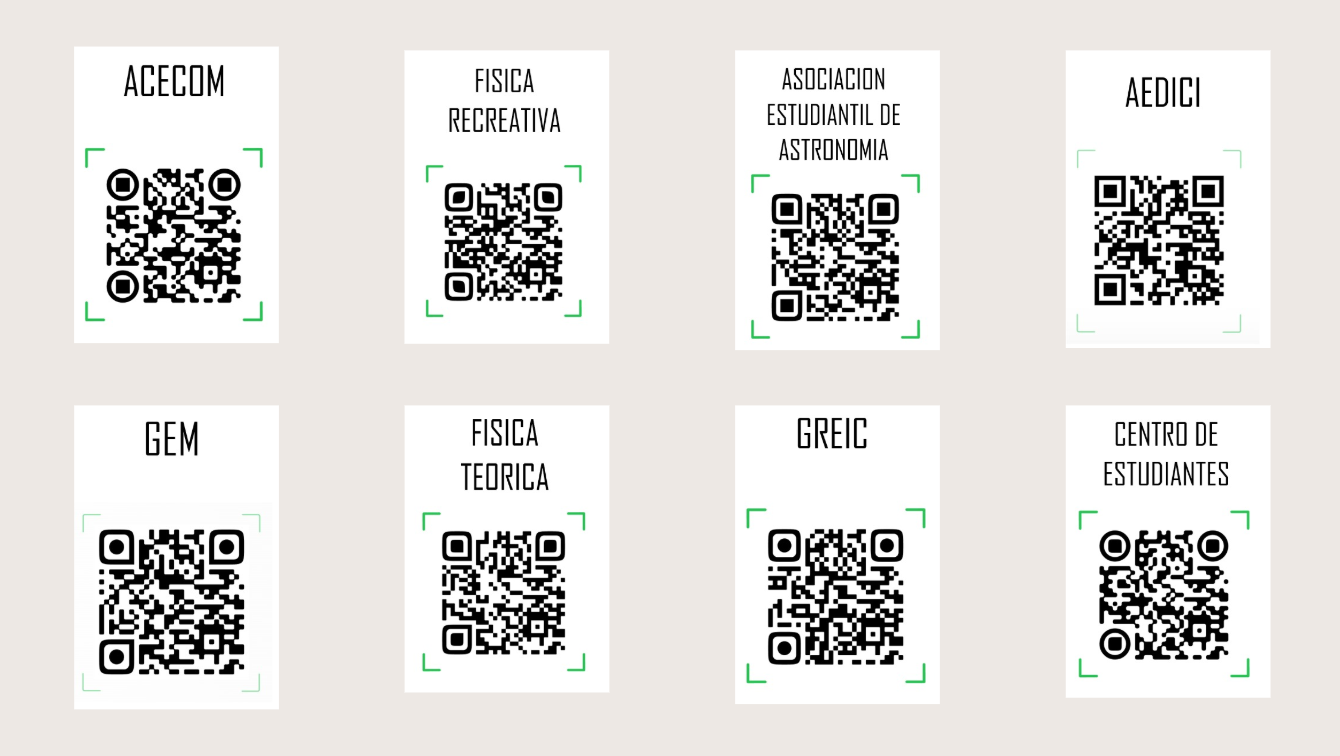 ACECOM
FISICA
RECREATIVA
ASOCIACION
ESTUDIANTIL DE
ASTRONOMIA
AEDICI
GEM
FISICA
TEORICA
GREIC
CENTRO DE
ESTUDIANTES